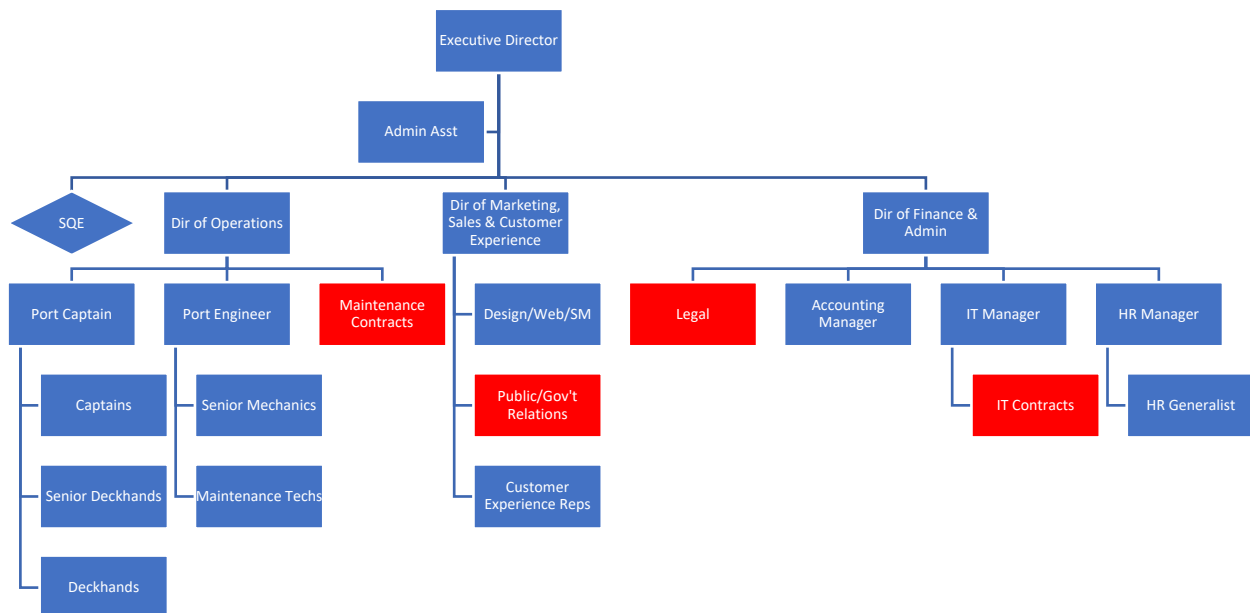 Executive Director
Admin Asst
SQE
Dir of Operations
Dir of Marketing,
Sales & Customer
Experience
Dir of Finance &
Admin
Port Captain
Port Engineer
Maintenance
Contracts
Design/Web/SM
Legal
Accounting
Manager
IT Manager
HR Manager
Captains
Senior Mechanics
Public/Gov't
Relations
IT Contracts
HR Generalist
Senior Deckhands
Maintenance Techs
Customer
Experience Reps
Deckhands